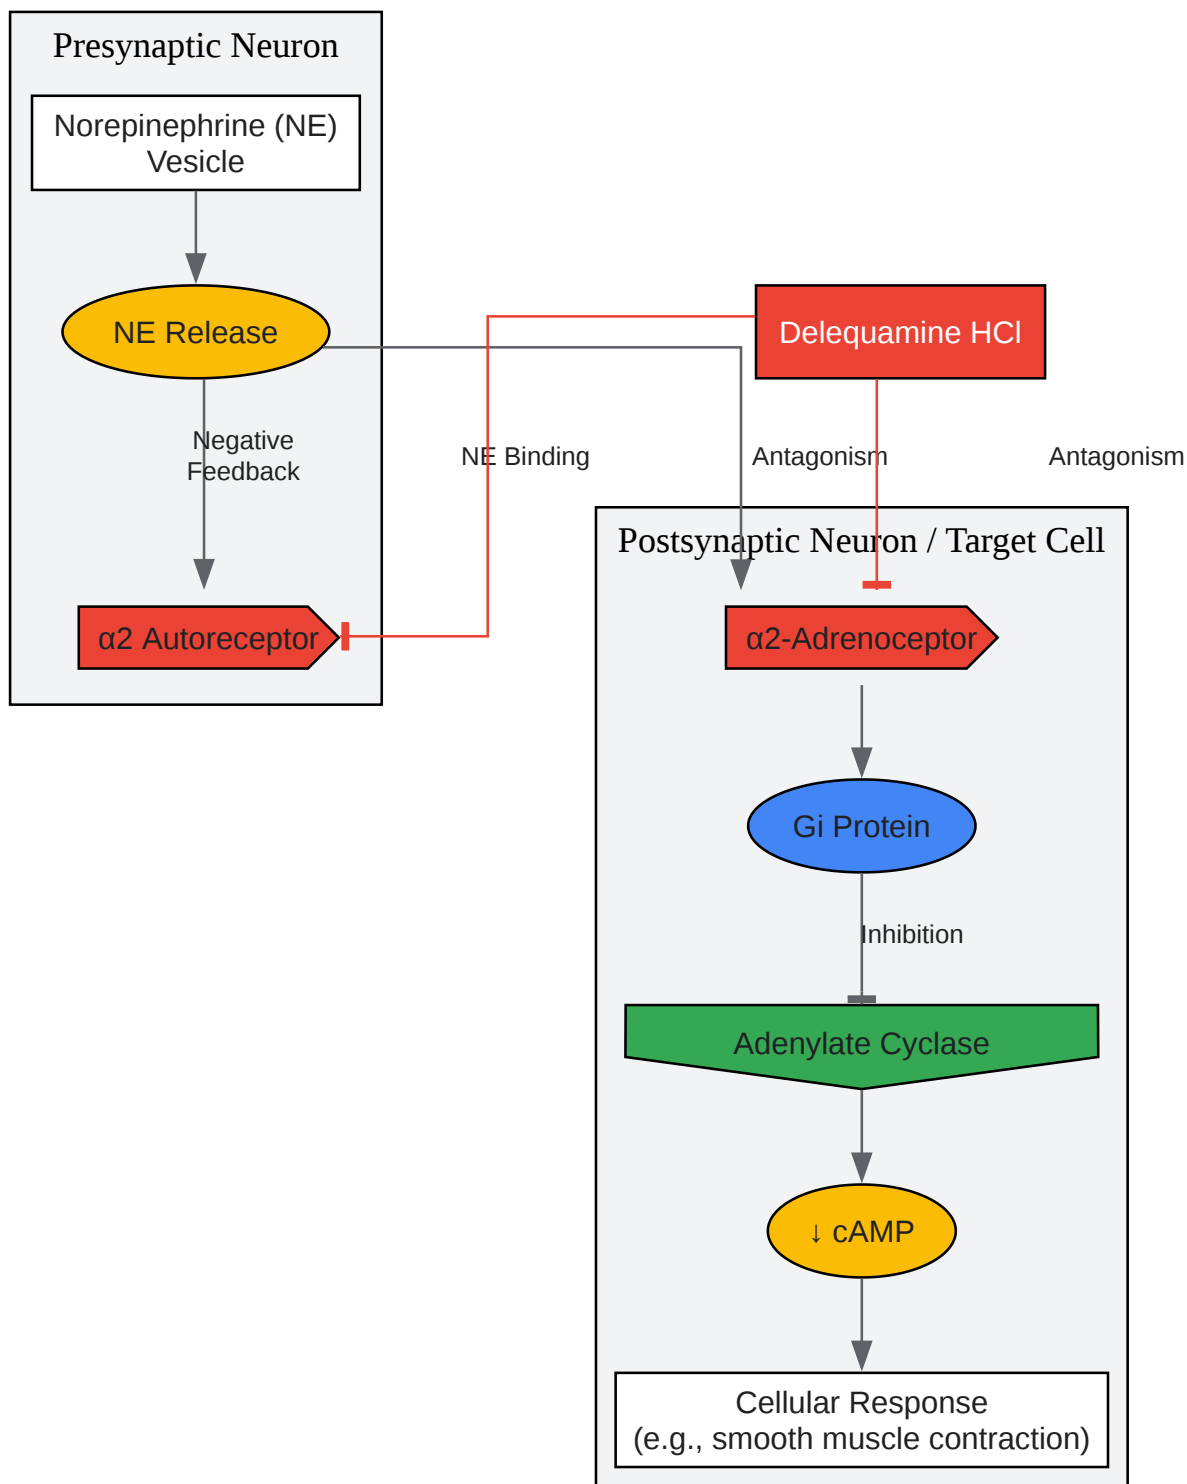 Presynaptic Neuron
Norepinephrine (NE)
Vesicle
NE Release
Delequamine HCl
Negative
Feedback
NE Binding
Antagonism
Antagonism
Postsynaptic Neuron / Target Cell
α2 Autoreceptor
α2-Adrenoceptor
Gi Protein
Inhibition
Adenylate Cyclase
↓ cAMP
Cellular Response
(e.g., smooth muscle contraction)